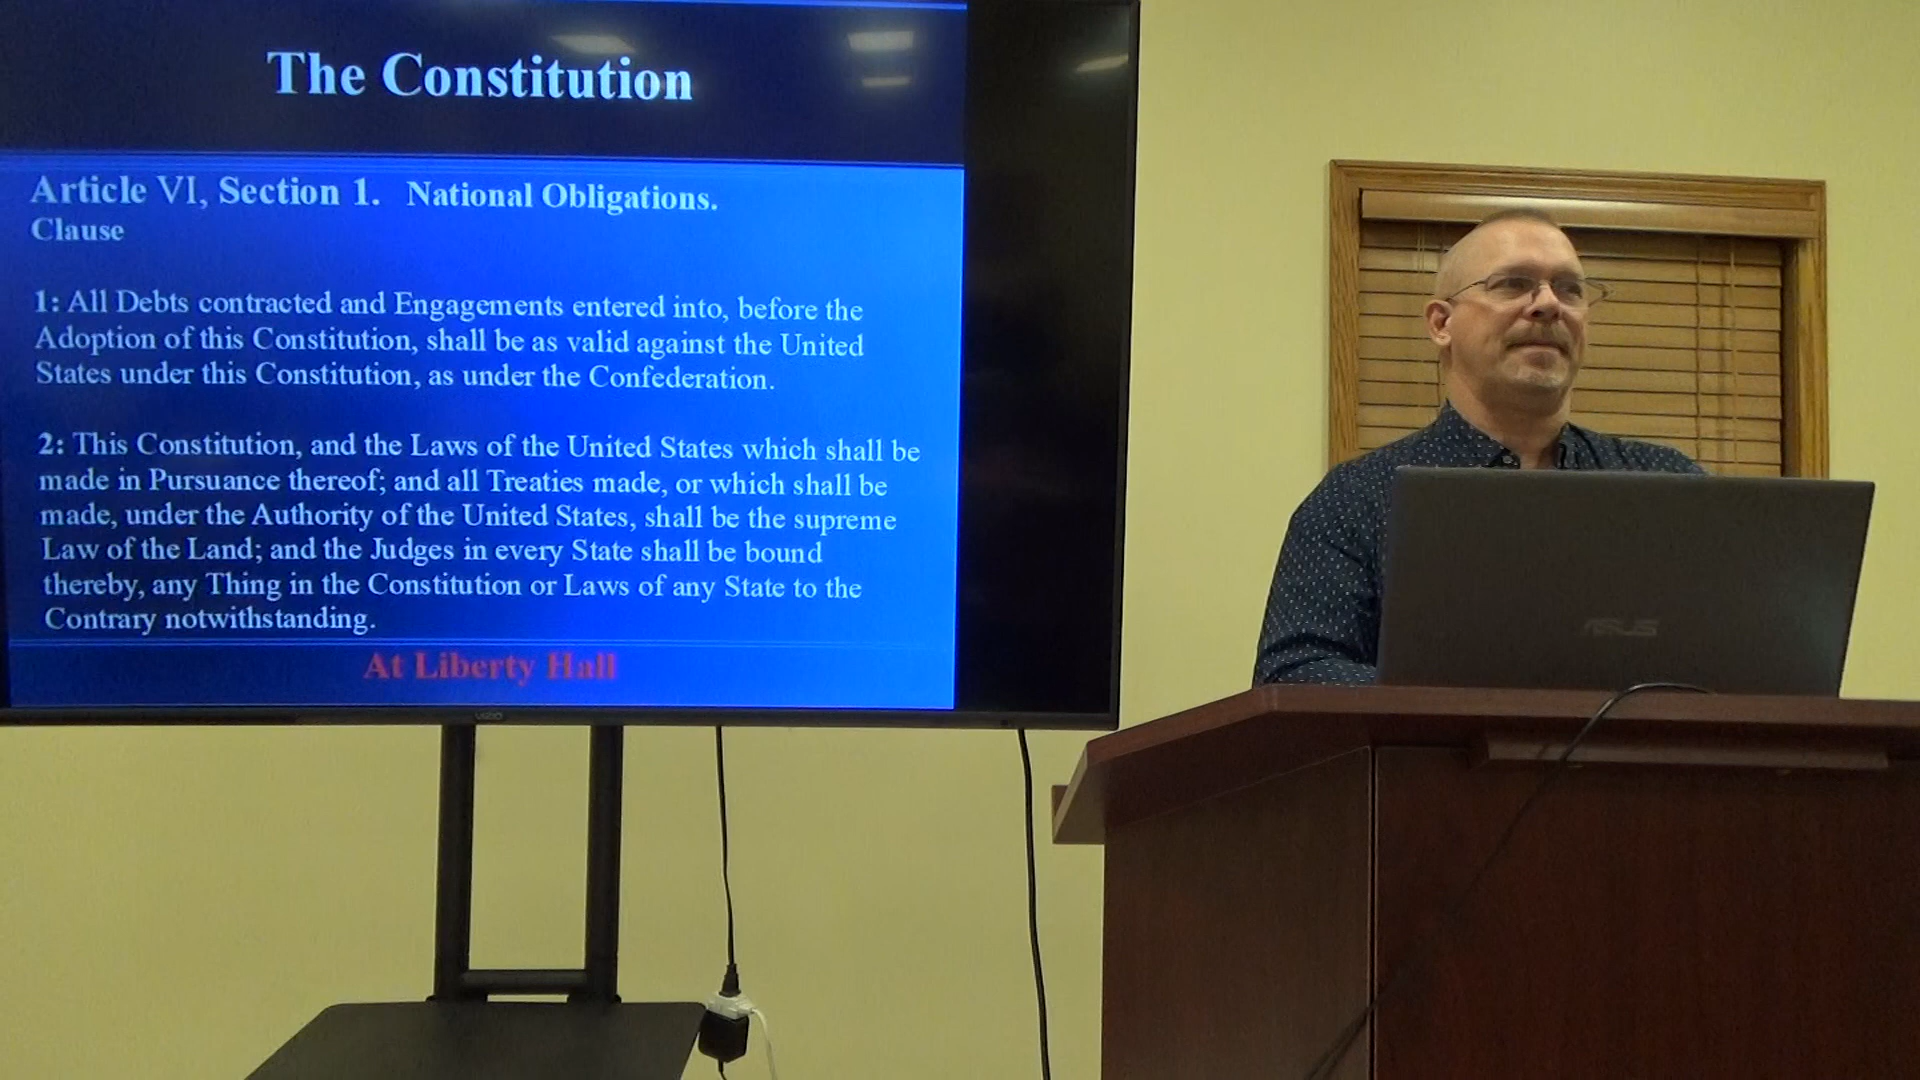 The Constitution
Article VI, Section 1. National Obligations.
Clause
1: All Debts contracted and Engagements entered into, before the
Adoption of this Constitution, shall be as valid against the United
States under this Constitution, as under the Confederation.
2: This Constitution, and the Laws of the United States which shall be
made in Pursuance thereof; and all Treaties made, or which shall be
made, under the Authority of the United States, shall be the supreme
Law of the Land; and the Judges in every State shall be bound
thereby, any Thing in the Constitution or Laws of any State to the
Contrary notwithstanding.
At Liberty Hall
VIZIO
ASUS